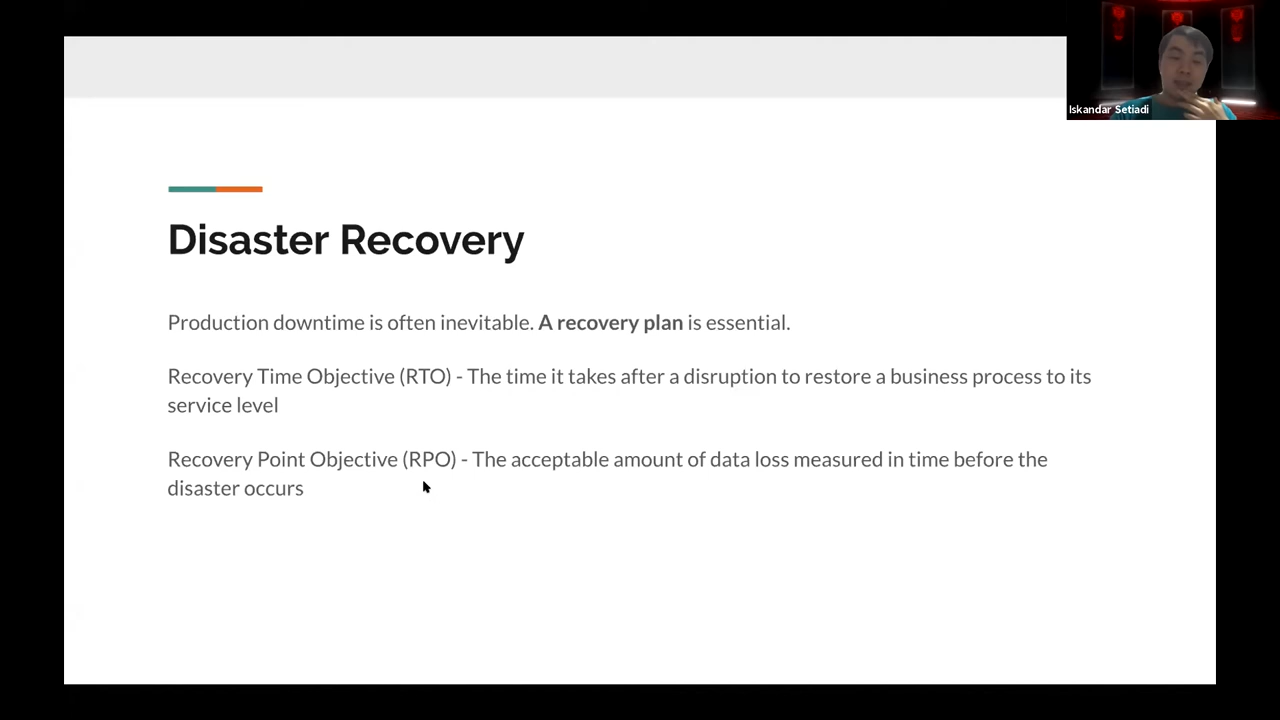 Iskandar Setiadi
Disaster Recovery
Production downtime is often inevitable. A recovery plan is essential.
Recovery Time Objective (RTO) - The time it takes after a disruption to restore a business process to its
service level
Recovery Point Objective (RPO) - The acceptable amount of data loss measured in time before the
disaster occurs